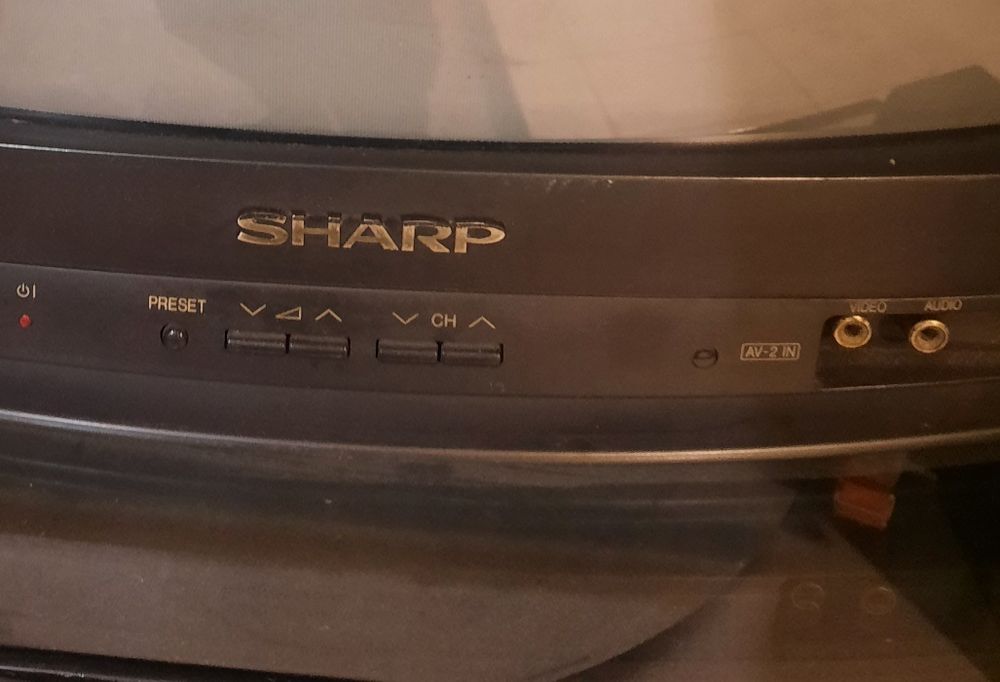 SHARP
PRESET
CH
AV-2 IN
VIDEO AUDIO